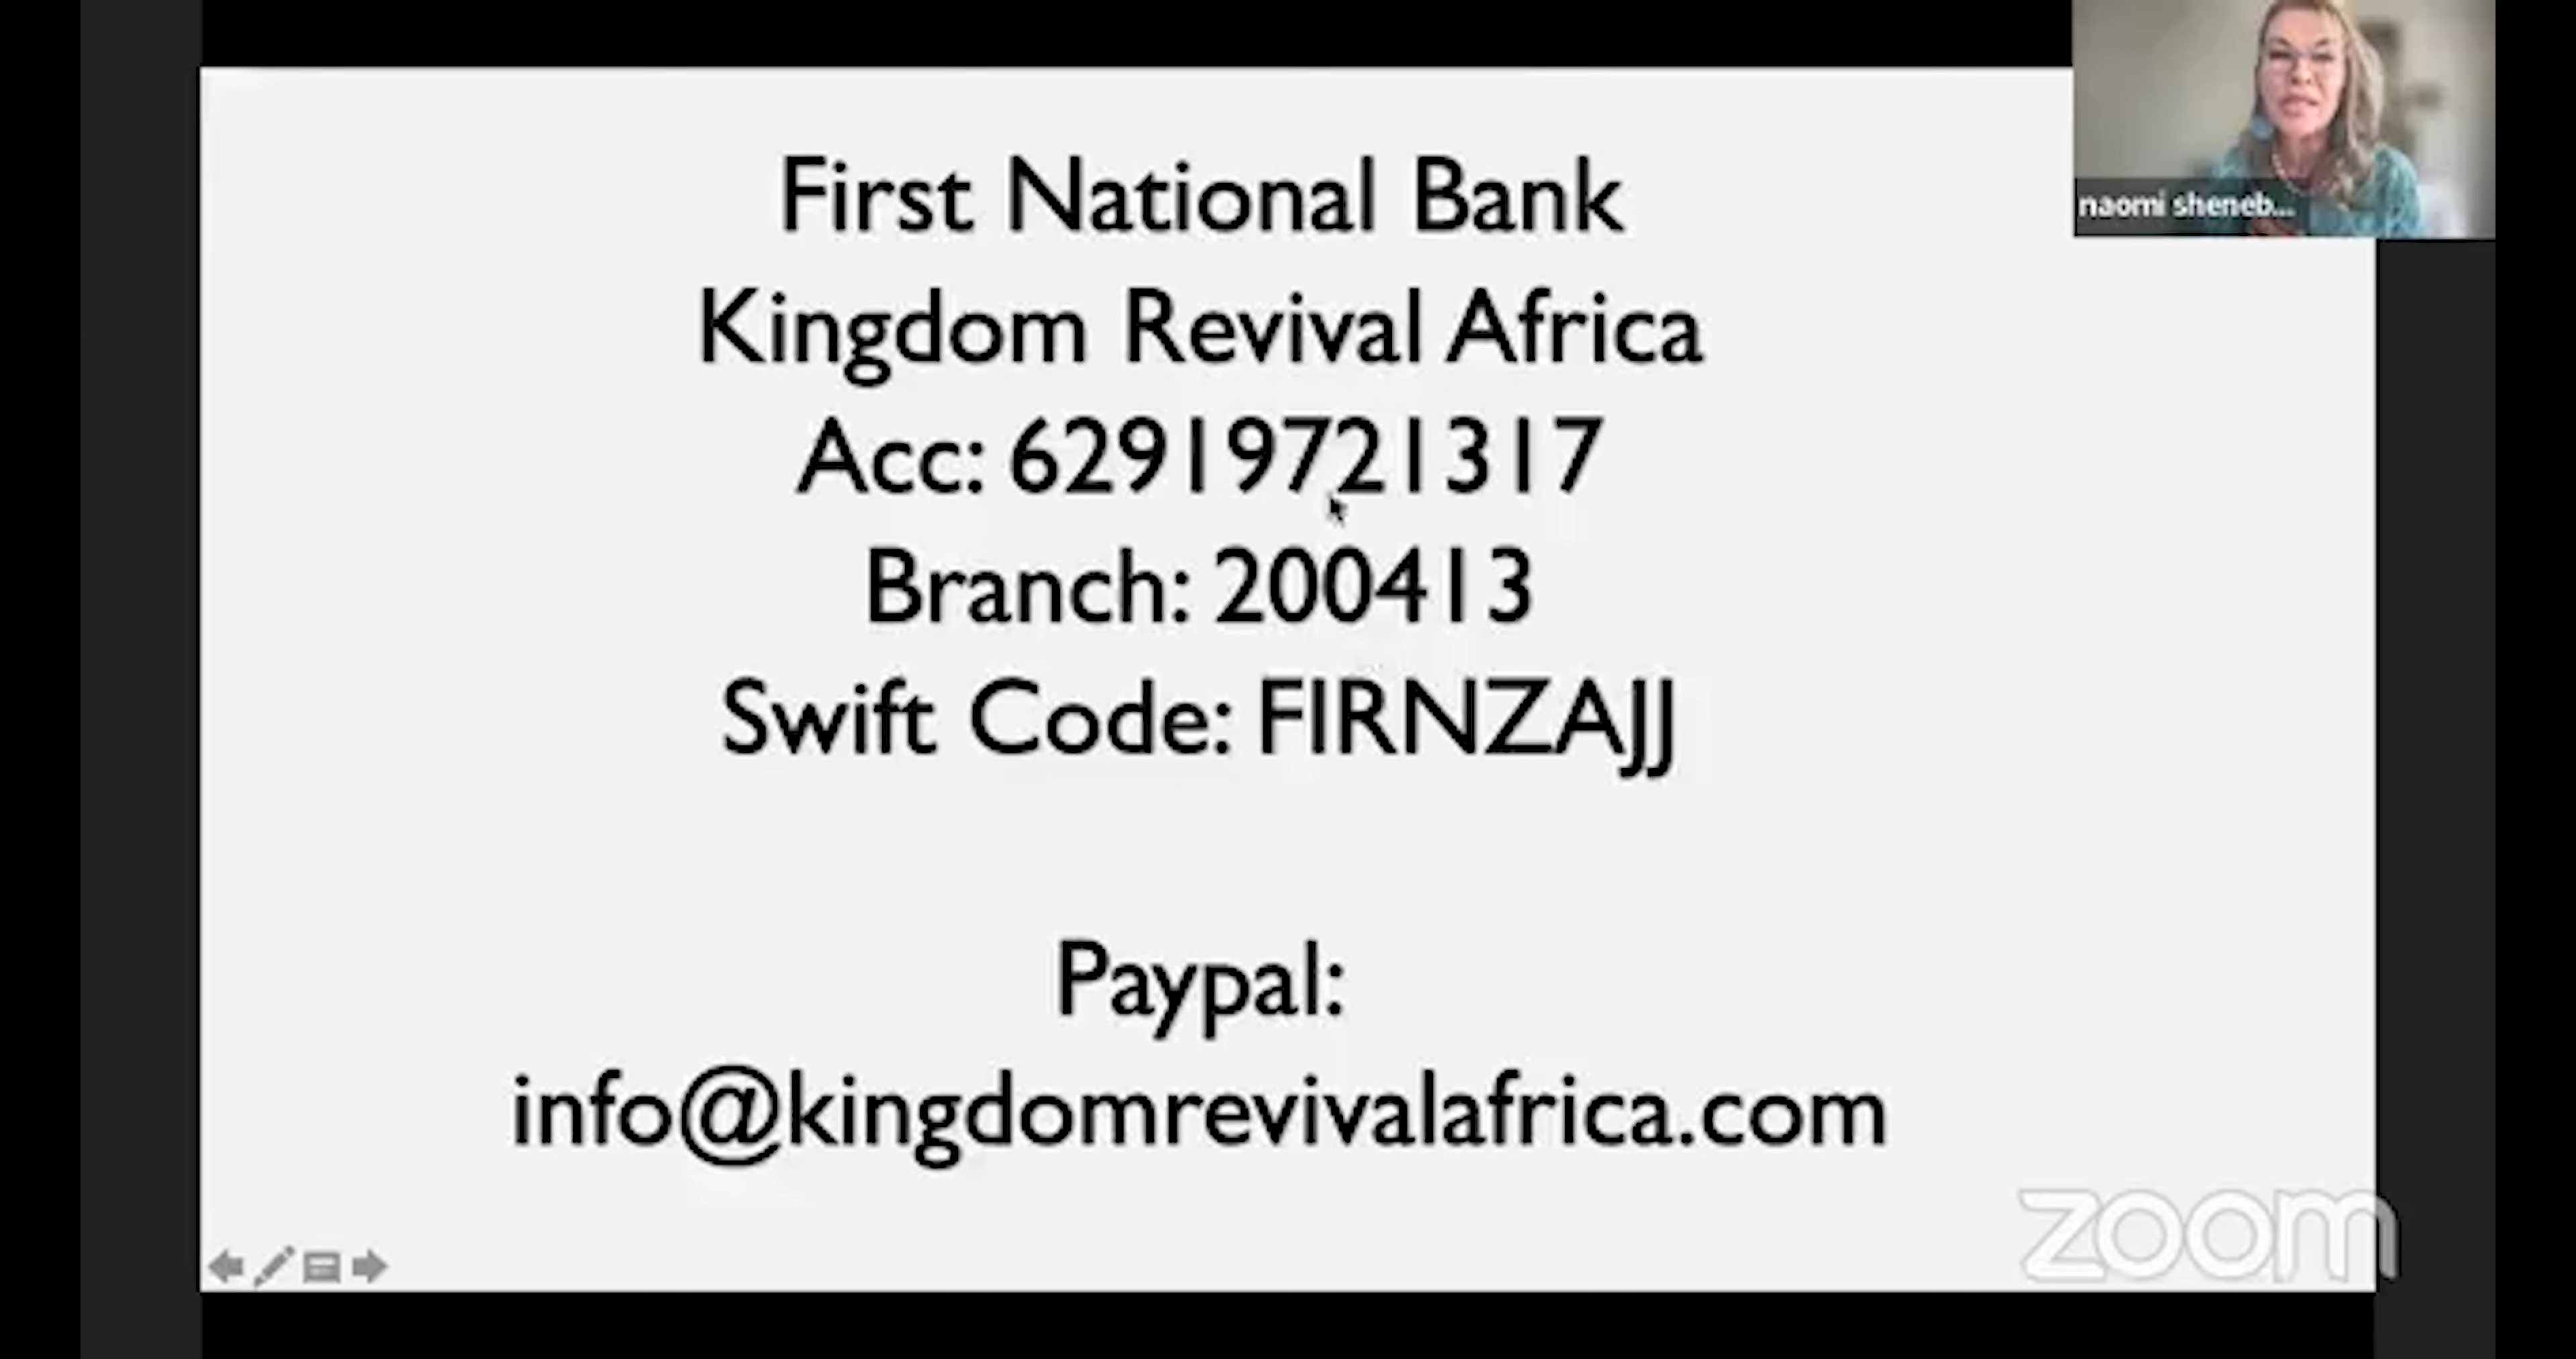 First National Bank
Kingdom Revival Africa
Acc: 62919721317
Branch: 200413
Swift Code: FIRNZAJJ
Paypal:
info@kingdomrevivalafrica.com
naomi sheneb...
zoom